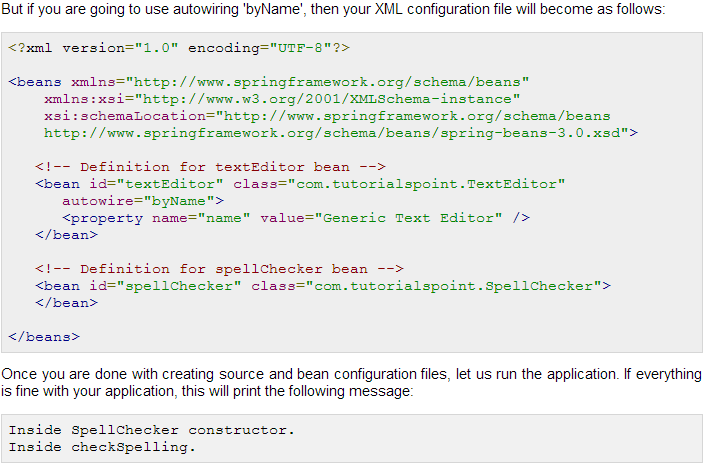 But if you are going to use autowiring 'byName', then your XML configuration file will become as follows:
<?xml version="1.0" encoding="UTF-8"?>
<beans xmlns="http://www.springframework.org/schema/beans"
xmlns:xsi="http://www.w3.org/2001/XMLSchema-instance"
xsi:schemaLocation="http://www.springframework.org/schema/beans
http://www.springframework.org/schema/beans/spring-beans-3.0.xsd">
<!-- Definition for textEditor bean -->
<bean id="textEditor" class="com.tutorialspoint.TextEditor"
autowire="byName">
<property name="name" value="Generic Text Editor" />
</bean>
<!-- Definition for spellChecker bean -->
<bean id="spellChecker" class="com.tutorialspoint.SpellChecker">
</bean>
</beans>
Once you are done with creating source and bean configuration files, let us run the application. If everything
is fine with your application, this will print the following message:
Inside SpellChecker constructor.
Inside checkSpelling.